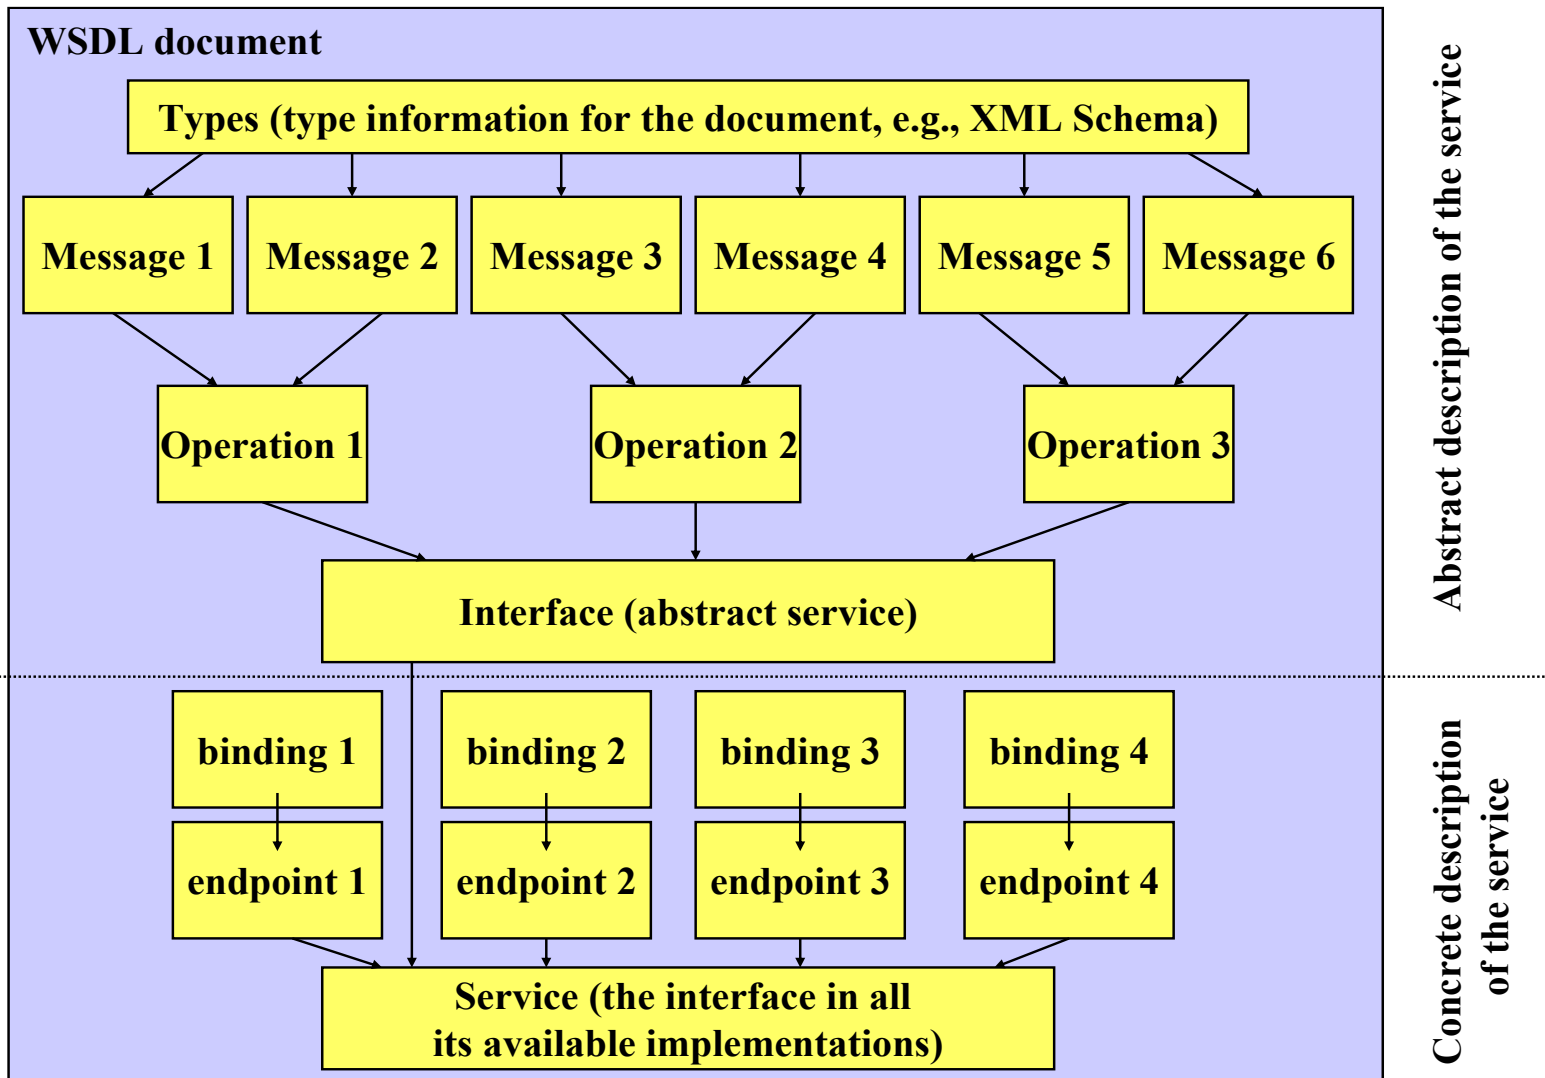 WSDL document
Types (type information for the document, e.g., XML Schema)
Message 1
Message 2
Message 3
Message 4
Message 5
Message 6
Operation 1
Operation 2
Operation 3
Interface (abstract service)
Abstract description of the service
binding 1
binding 2
binding 3
binding 4
endpoint 1
endpoint 2
endpoint 3
endpoint 4
Service (the interface in all
its available implementations)
Concrete description
of the service